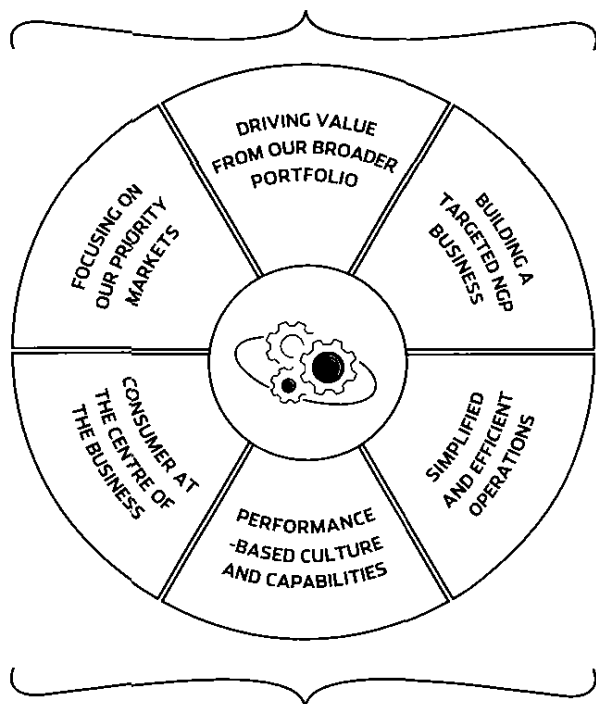 DRIVING VALUE
FROM OUR BROADER
PORTFOLIO
BUILDING A
TARGETED NGP
BUSINESS
SIMPLIFIED
AND EFFICIENT
OPERATIONS
PERFORMANCE
-BASED CULTURE
AND CAPABILITIES
CONSUMER AT
THE CENTRE OF
THE BUSINESS
FOCUSING ON
OUR PRIORITY
MARKETS